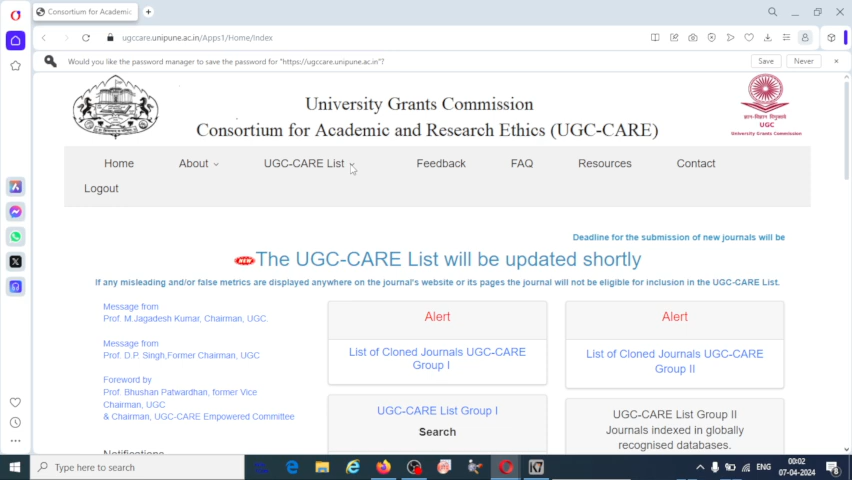 Consortium for Academic
ugccare.unipune.ac.in/Apps1/Home/Index
Would you like the password manager to save the password for "https://ugccare.unipune.ac.in"?
Save
Never
University Grants Commission
Consortium for Academic and Research Ethics (UGC-CARE)
UGC
University Grants Commission
Home
About
UGC-CARE List
Feedback
FAQ
Resources
Contact
Logout
Deadline for the submission of new journals will be
NEW
The UGC-CARE List will be updated shortly
If any misleading and/or false metrics are displayed anywhere on the journal's website or its pages the journal will not be eligible for inclusion in the UGC-CARE List.
Message from
Prof. M.Jagadesh Kumar, Chairman, UGC.
Message from
Prof. D.P. Singh,Former Chairman, UGC
Foreword by
Prof. Bhushan Patwardhan, former Vice
Chairman, UGC
& Chairman, UGC-CARE Empowered Committee
Notifications
Alert
List of Cloned Journals UGC-CARE
Group I
UGC-CARE List Group I
Search
Alert
List of Cloned Journals UGC-CARE
Group II
UGC-CARE List Group II
Journals indexed in globally
recognised databases.
Type here to search
ENG
00:02
07-04-2024